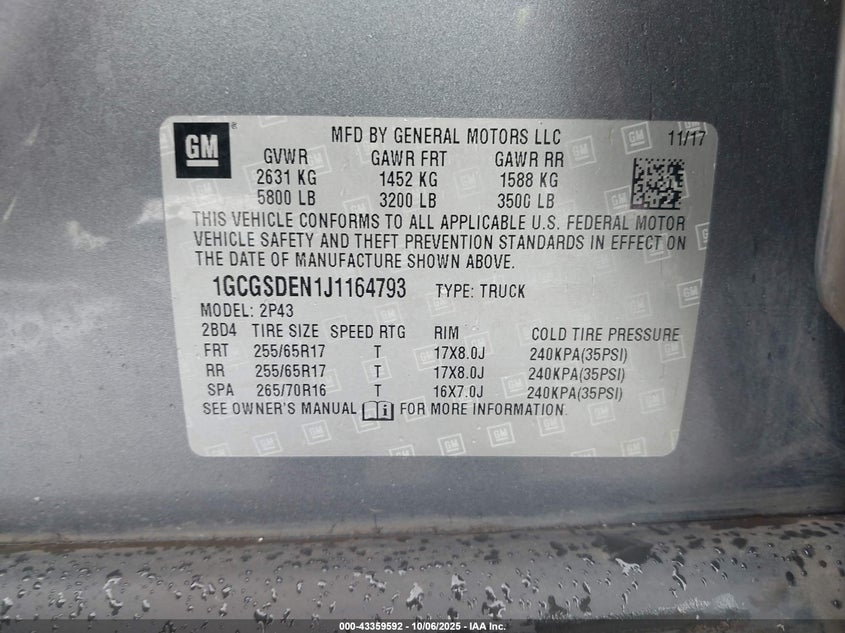 GM
®
MFD BY GENERAL MOTORS LLC 11/17
GVWR GAWR FRT GAWR RR
2631 KG 1452 KG 1588 KG
5800 LB 3200 LB 3500 LB
THIS VEHICLE CONFORMS TO ALL APPLICABLE U.S. FEDERAL MOTOR
VEHICLE SAFETY AND THEFT PREVENTION STANDARDS IN EFFECT ON
THE DATE OF MANUFACTURE SHOWN ABOVE.
1GCGSDEN1J1164793 TYPE: TRUCK
MODEL: 2P43
2BD4 TIRE SIZE SPEED RTG RIM COLD TIRE PRESSURE
FRT 255/65R17 T 17X8.0J 240KPA(35PSI)
RR 255/65R17 T 17X8.0J 240KPA(35PSI)
SPA 265/70R16 T 16X7.0J 240KPA(35PSI)
SEE OWNER'S MANUAL i FOR MORE INFORMATION.
000-43359592 - 10/06/2025 - IAA Inc.